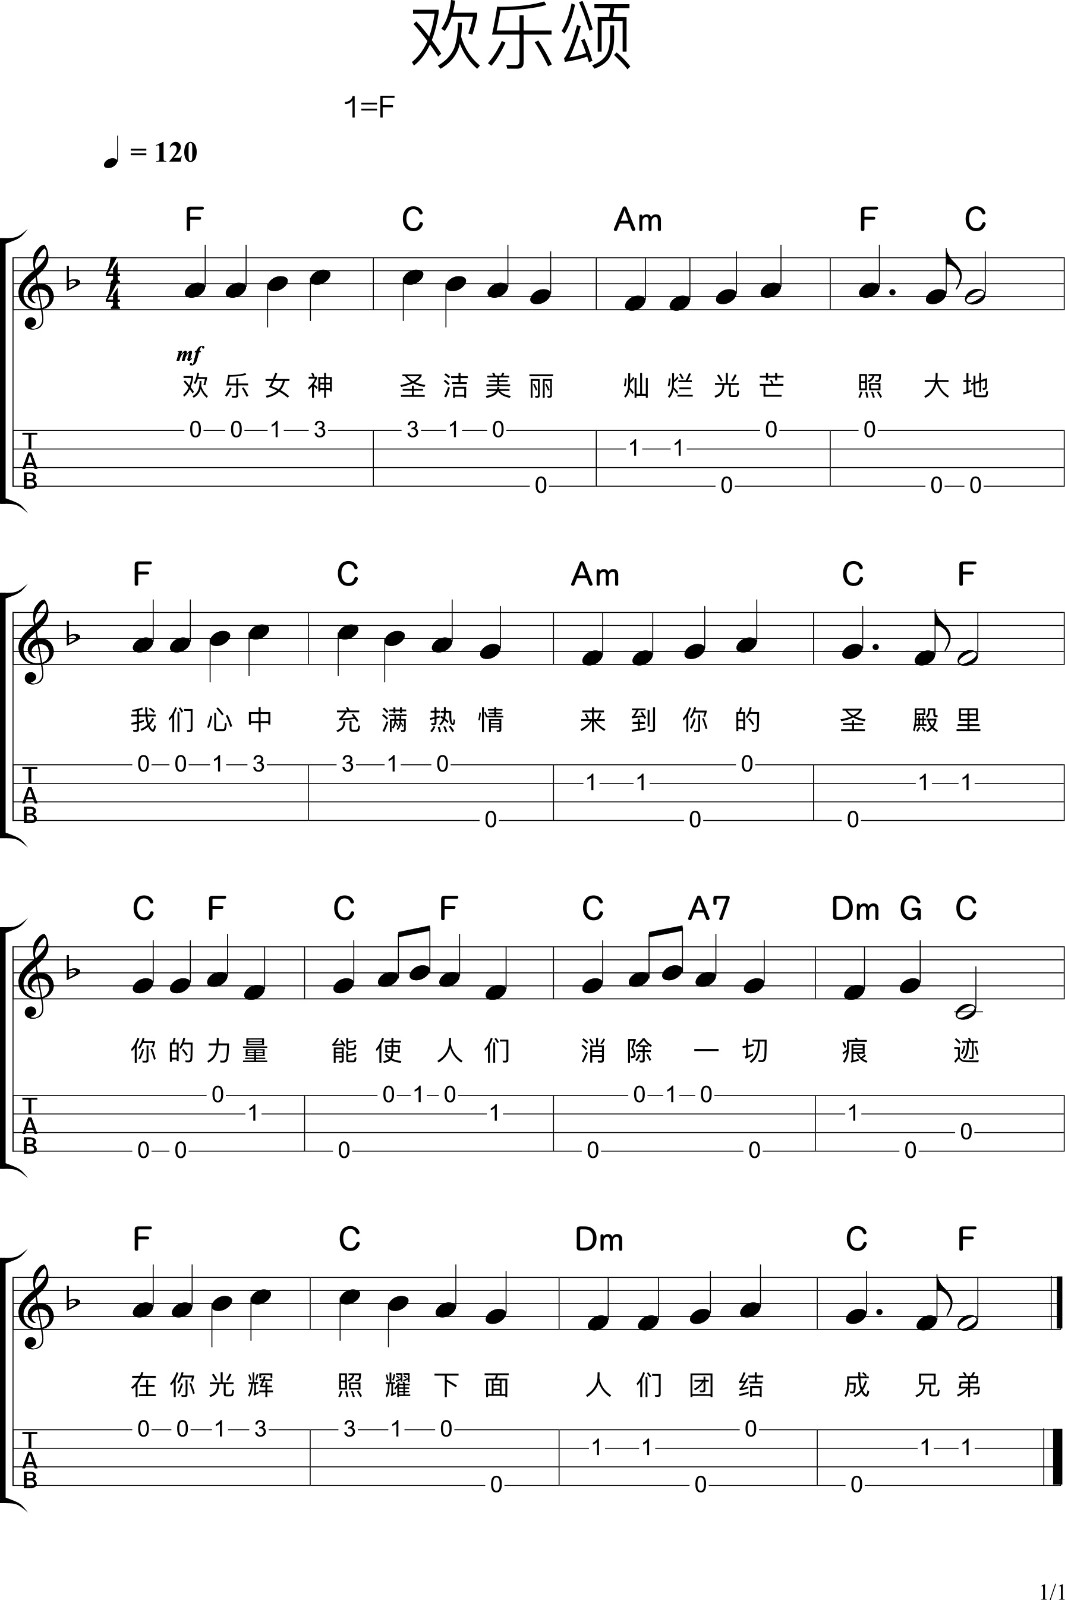 欢乐颂
1=F
= 120
F C Am F C
4
4
mf
欢 乐 女 神 圣 洁 美 丽 灿 烂 光 芒 照 大 地
T
A
B
0 0 1 3 3 1 0 0 1 1 0 0 0 0 0
F C Am C F
我 们 心 中 充 满 热 情 来 到 你 的 圣 殿 里
T
A
B
0 0 1 3 3 1 0 0 1 1 0 0 0 1 1
C F C F C A7 Dm G C
你 的 力 量 能 使 人 们 消 除 一 切 痕 迹
T
A
B
0 0 0 1 0 0 1 0 1 0 0 1 0 0 1 0 0
F C Dm C F
在 你 光 辉 照 耀 下 面 人 们 团 结 成 兄 弟
T
A
B
0 0 1 3 3 1 0 0 1 1 0 0 0 1 1
1/1